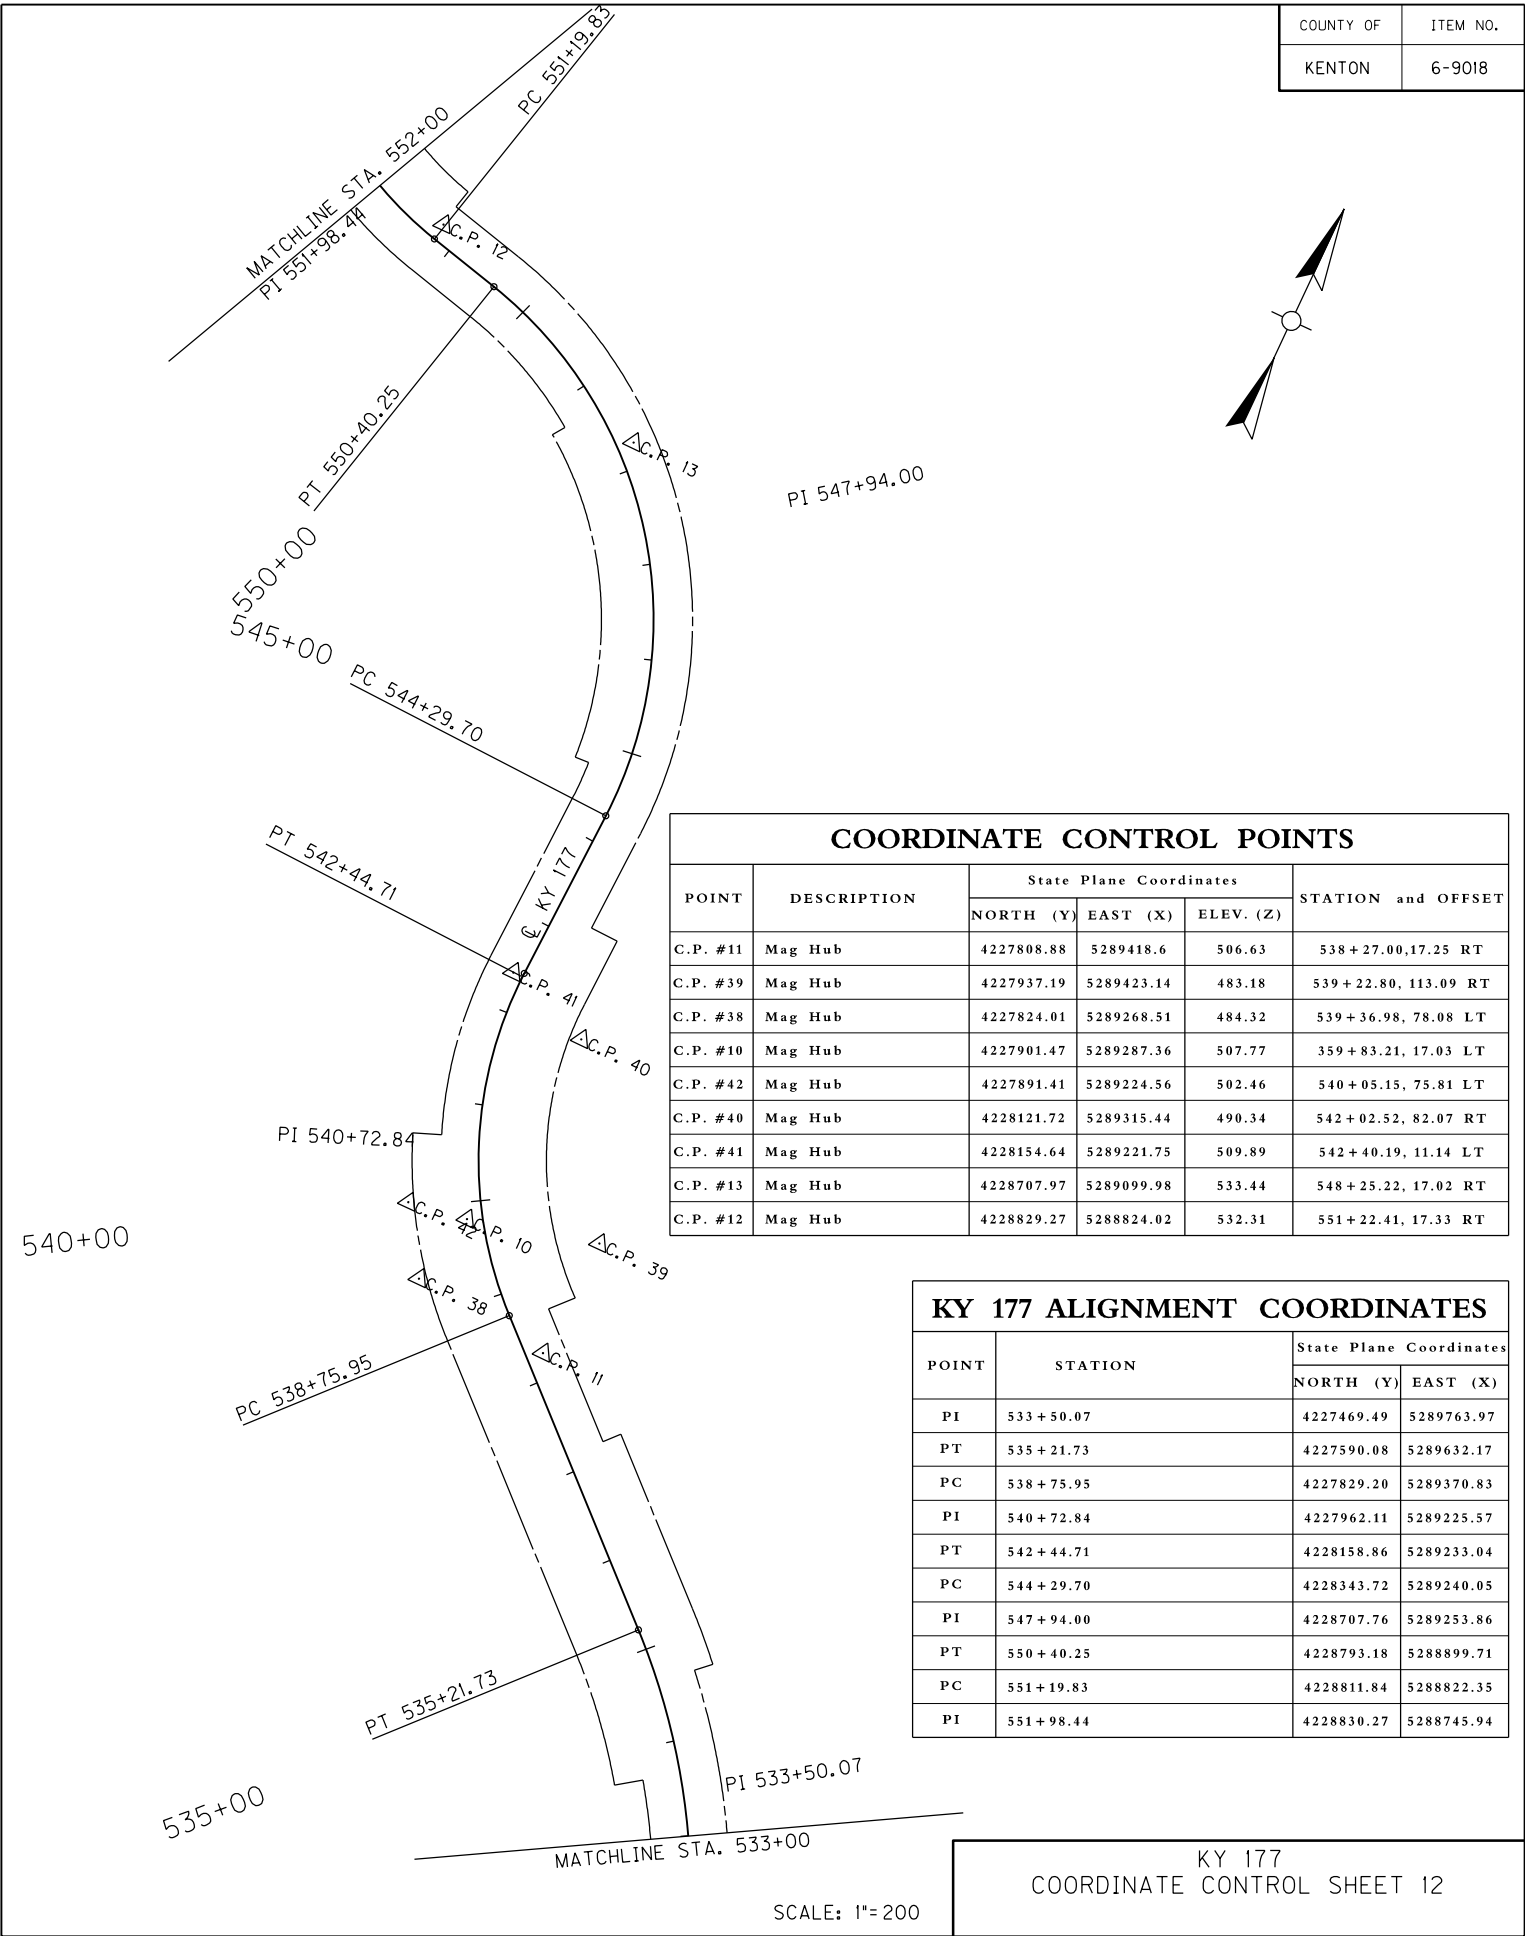 COUNTY OF ITEM NO.
KENTON 6-9018
PC 551+19.83
MATCHLINE STA. 552+00
PI 551+98.44
C.P. 12
PT 550+40.25
C.P. 13
PI 547+94.00
550+00
545+00
PC 544+29.70
PT 542+44.71
℄ KY 177
C.P. 41
C.P. 40
PI 540+72.84
C.P. 42
C.P. 10
540+00
C.P. 39
C.P. 38
C.P. 11
PC 538+75.95
PT 535+21.73
PI 533+50.07
535+00
MATCHLINE STA. 533+00
COORDINATE CONTROL POINTS
POINT DESCRIPTION State Plane Coordinates STATION and OFFSET
NORTH (Y) EAST (X) ELEV. (Z)
C.P. #11 Mag Hub 4227808.88 5289418.6 506.63 538+27.00,17.25 RT
C.P. #39 Mag Hub 4227937.19 5289423.14 483.18 539+22.80, 113.09 RT
C.P. #38 Mag Hub 4227824.01 5289268.51 484.32 539+36.98, 78.08 LT
C.P. #10 Mag Hub 4227901.47 5289287.36 507.77 359+83.21, 17.03 LT
C.P. #42 Mag Hub 4227891.41 5289224.56 502.46 540+05.15, 75.81 LT
C.P. #40 Mag Hub 4228121.72 5289315.44 490.34 542+02.52, 82.07 RT
C.P. #41 Mag Hub 4228154.64 5289221.75 509.89 542+40.19, 11.14 LT
C.P. #13 Mag Hub 4228707.97 5289099.98 533.44 548+25.22, 17.02 RT
C.P. #12 Mag Hub 4228829.27 5288824.02 532.31 551+22.41, 17.33 RT
KY 177 ALIGNMENT COORDINATES
POINT STATION State Plane Coordinates
NORTH (Y) EAST (X)
PI 533+50.07 4227469.49 5289763.97
PT 535+21.73 4227590.08 5289632.17
PC 538+75.95 4227829.20 5289370.83
PI 540+72.84 4227962.11 5289225.57
PT 542+44.71 4228158.86 5289233.04
PC 544+29.70 4228343.72 5289240.05
PI 547+94.00 4228707.76 5289253.86
PT 550+40.25 4228793.18 5288899.71
PC 551+19.83 4228811.84 5288822.35
PI 551+98.44 4228830.27 5288745.94
KY 177
COORDINATE CONTROL SHEET 12
SCALE: 1"=200